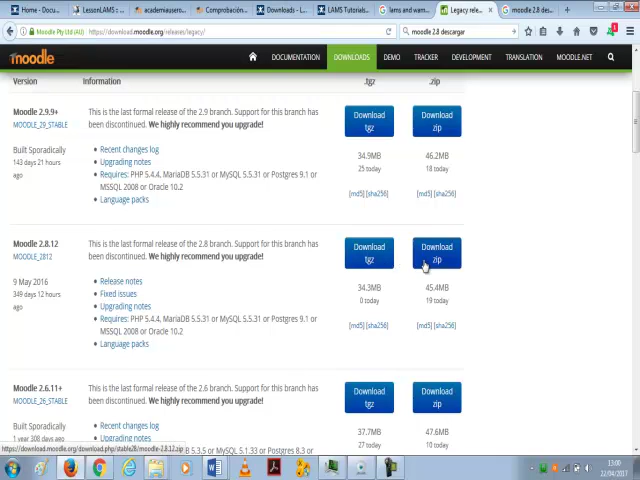 Home - Docum...
LessonLAMS :: ...
academiausero...
Comprobación...
Downloads - L...
LAMS Tutorials...
lams and wam...
Legacy rele...
moodle 2.8 des...
Moodle Pty Ltd (AU)
https://download.moodle.org/releases/legacy/
moodle 2.8 descargar
moodle
DOCUMENTATION
DOWNLOADS
DEMO
TRACKER
DEVELOPMENT
TRANSLATION
MOODLE.NET
Version
Information
.tgz
.zip
Moodle 2.9.9+
MOODLE_29_STABLE
Built Sporadically
143 days 21 hours
ago
This is the last formal release of the 2.9 branch. Support for this branch has
been discontinued. We highly recommend you upgrade!
Recent changes log
Upgrading notes
Requires: PHP 5.4.4, MariaDB 5.5.31 or MySQL 5.5.31 or Postgres 9.1 or
MSSQL 2008 or Oracle 10.2
Language packs
Download
tgz
34.9MB
25 today
[md5] [sha256]
Download
zip
46.2MB
18 today
[md5] [sha256]
Moodle 2.8.12
MOODLE_2812
9 May 2016
349 days 12 hours
ago
This is the last formal release of the 2.8 branch. Support for this branch has
been discontinued. We highly recommend you upgrade!
Release notes
Fixed issues
Upgrading notes
Requires: PHP 5.4.4, MariaDB 5.5.31 or MySQL 5.5.31 or Postgres 9.1 or
MSSQL 2008 or Oracle 10.2
Language packs
Download
tgz
34.3MB
0 today
[md5] [sha256]
Download
zip
45.4MB
19 today
[md5] [sha256]
Moodle 2.6.11+
MOODLE_26_STABLE
Built Sporadically
1 year 308 days ago
This is the last formal release of the 2.6 branch. Support for this branch has
been discontinued. We highly recommend you upgrade!
Recent changes log
Upgrading notes
Download
tgz
37.7MB
27 today
Download
zip
47.6MB
10 today
https://download.moodle.org/download.php/stable28/moodle-2.8.12.zip
13:00
22/04/2017